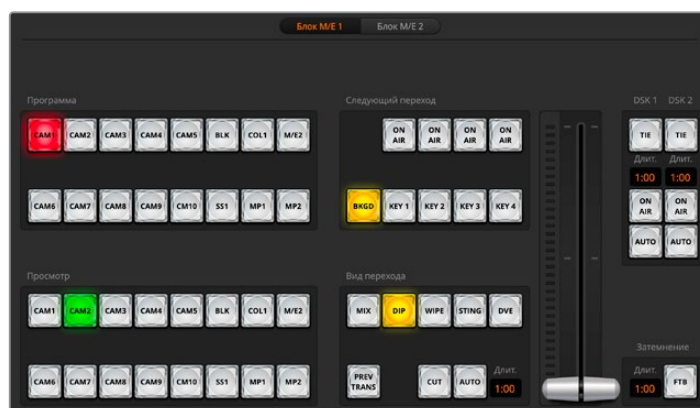 Блок M/E 1 Блок M/E 2
Программа Следующий переход DSK 1 DSK 2
CAM1 CAM2 CAM3 CAM4 CAM5 BLK COL1 M/E2 ON AIR ON AIR ON AIR ON AIR TIE TIE
Длит. Длит.
1:00 1:00
CAM6 CAM7 CAM8 CAM9 CM10 SS1 MP1 MP2 BKGD KEY 1 KEY 2 KEY 3 KEY 4 ON AIR ON AIR
AUTO AUTO
Просмотр Вид перехода
CAM1 CAM2 CAM3 CAM4 CAM5 BLK COL1 M/E2 MIX DIP WIPE STING DVE
Затемнение
Длит. Длит.
CAM6 CAM7 CAM8 CAM9 CM10 SS1 MP1 MP2 PREV TRANS CUT AUTO 1:00 1:00 FTB